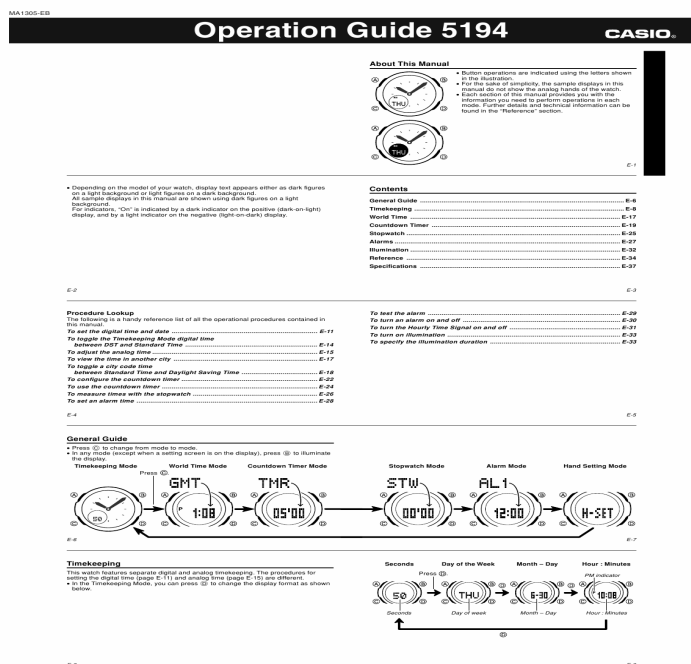 MA1305-EB
Operation Guide 5194
CASIO®
About This Manual
• Button operations are indicated using the letters shown
in the illustration.
• For the sake of simplicity, the sample displays in this
manual do not show the analog hands of the watch.
• Each section of this manual provides you with the
information you need to perform operations in each
mode. Further details and technical information can be
found in the “Reference” section.
A B
THU
C D
A B
THU
C D
E-1
• Depending on the model of your watch, display text appears either as dark figures
on a light background or light figures on a dark background.
All sample displays in this manual are shown using dark figures on a light
background.
For indicators, “On” is indicated by a dark indicator on the positive (dark-on-light)
display, and by a light indicator on the negative (light-on-dark) display.
E-2
Contents
General Guide ........ E-6
Timekeeping ........ E-8
World Time ........ E-17
Countdown Timer ........ E-19
Stopwatch ........ E-25
Alarms ........ E-27
Illumination ........ E-32
Reference ........ E-34
Specifications ........ E-37
E-3
Procedure Lookup
The following is a handy reference list of all the operational procedures contained in
this manual.
To set the digital time and date ........ E-11
To toggle the Timekeeping Mode digital time
between DST and Standard Time ........ E-14
To adjust the analog time ........ E-15
To view the time in another city ........ E-17
To toggle a city code time
between Standard Time and Daylight Saving Time ........ E-18
To configure the countdown timer ........ E-22
To use the countdown timer ........ E-24
To measure times with the stopwatch ........ E-26
To set an alarm time ........ E-28
E-4
To test the alarm ........ E-29
To turn an alarm on and off ........ E-30
To turn the Hourly Time Signal on and off ........ E-31
To turn on illumination ........ E-33
To specify the illumination duration ........ E-33
E-5
General Guide
• Press C to change from mode to mode.
• In any mode (except when a setting screen is on the display), press B to illuminate
the display.
Timekeeping Mode World Time Mode Countdown Timer Mode Stopwatch Mode Alarm Mode Hand Setting Mode
Press C.
GMT TMR STW AL1
A B A B A B A B A B A B
50 P 1:08 05'00 00'00 12:00 H-SET
C D C D C D C D C D C D
E-6
E-7
Timekeeping
This watch features separate digital and analog timekeeping. The procedures for
setting the digital time (page E-11) and analog time (page E-15) are different.
• In the Timekeeping Mode, you can press D to change the display format as shown
below.
Seconds Day of the Week Month – Day Hour : Minutes
Press D.
PM indicator
A B A B D A B D A B
50 THU 6-30 10:08
C D C D C D C D
Seconds Day of week Month – Day Hour : Minutes
D